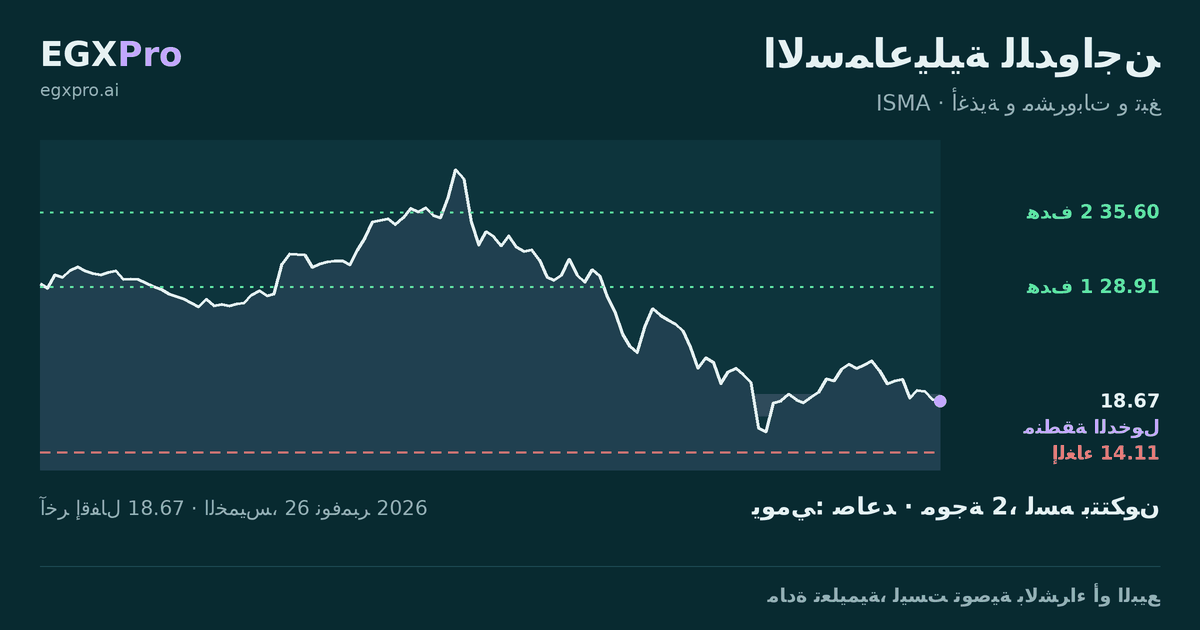 EGXPro
egxpro.ai
الاسماعيلية للدواجن
ISMA · أغذية و مشروبات و تبغ
هدف 2 35.60
هدف 1 28.91
18.67
منطقة الدخول
إلغاء 14.11
يومي: صاعد · موجة 2، لسه بتتكون
آخر إقفال 18.67 · الخميس، 26 نوفمبر 2026
مادة تعليمية، ليست توصية بالشراء أو البيع